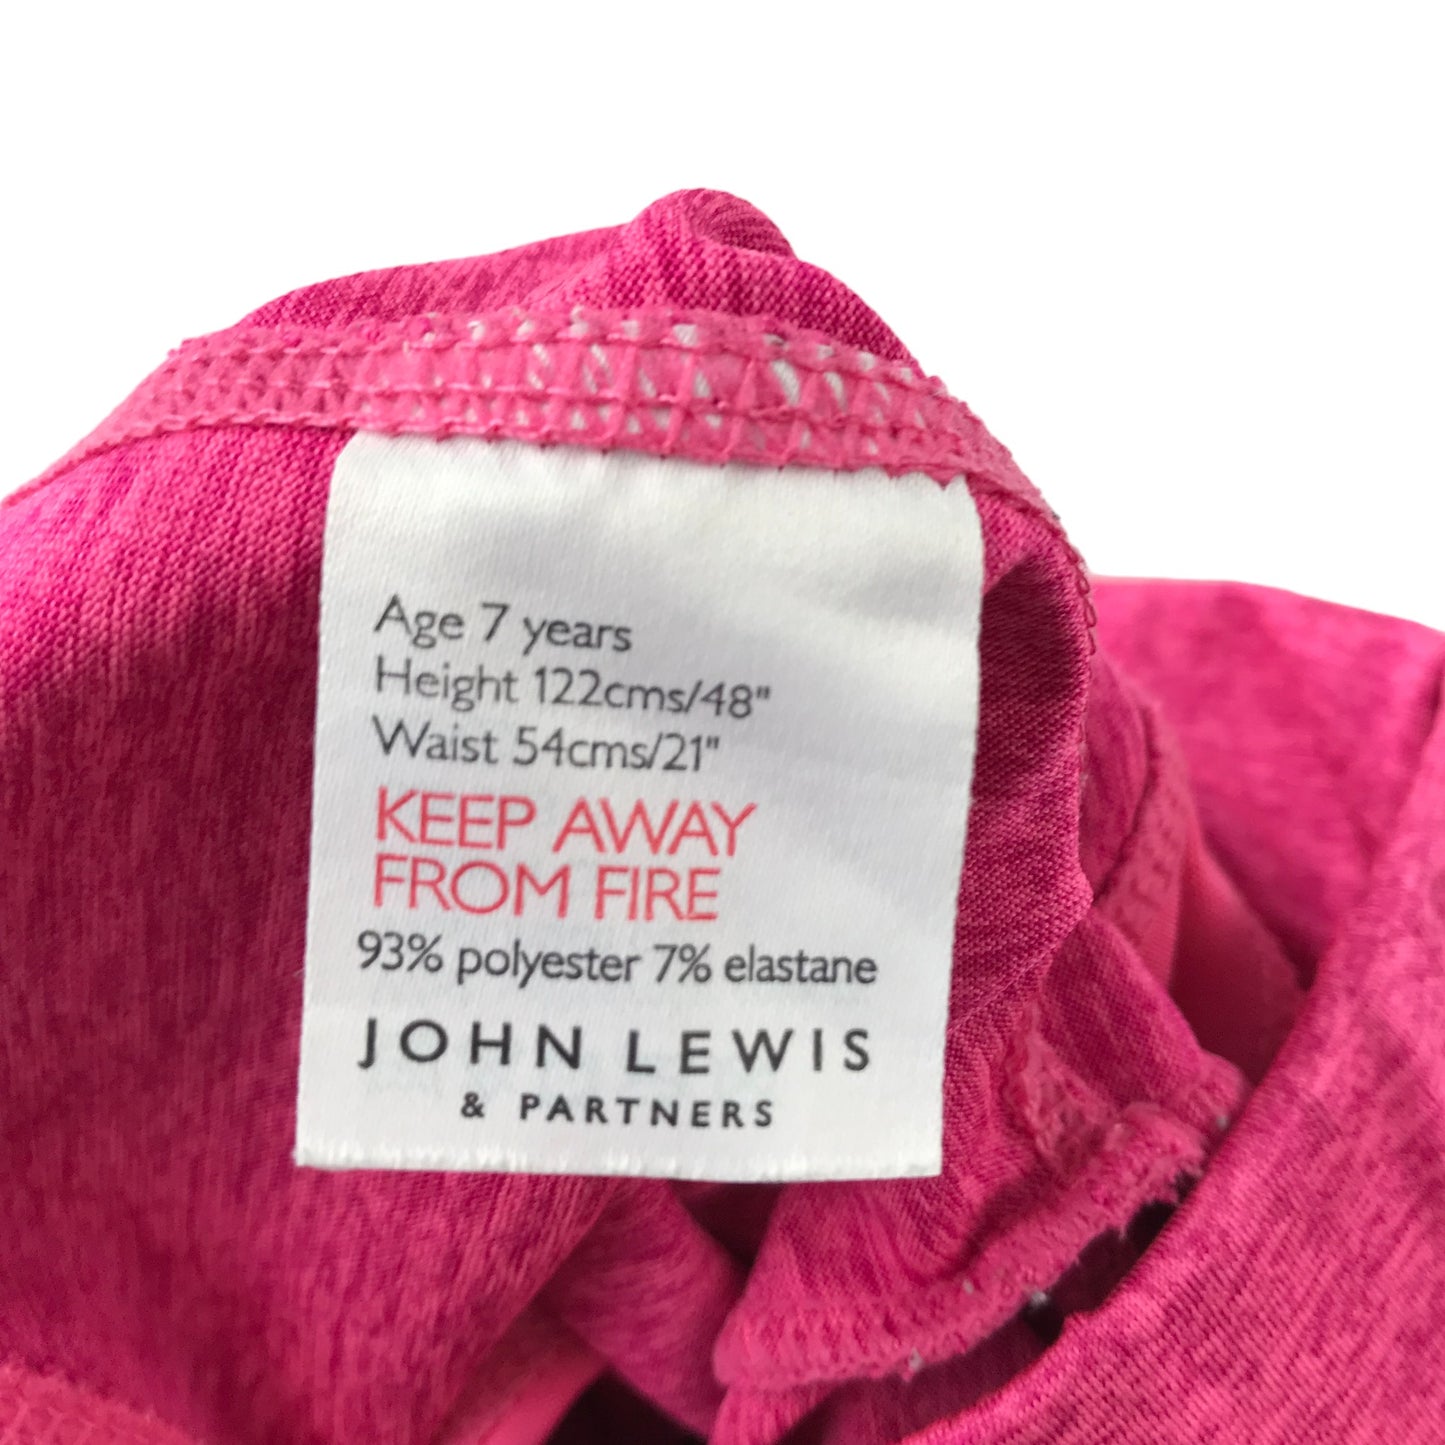 Age 7 years
Height 122cms/48"
Waist 54cms/21"
KEEP AWAY
FROM FIRE
93% polyester 7% elastane
JOHN LEWIS
& PARTNERS